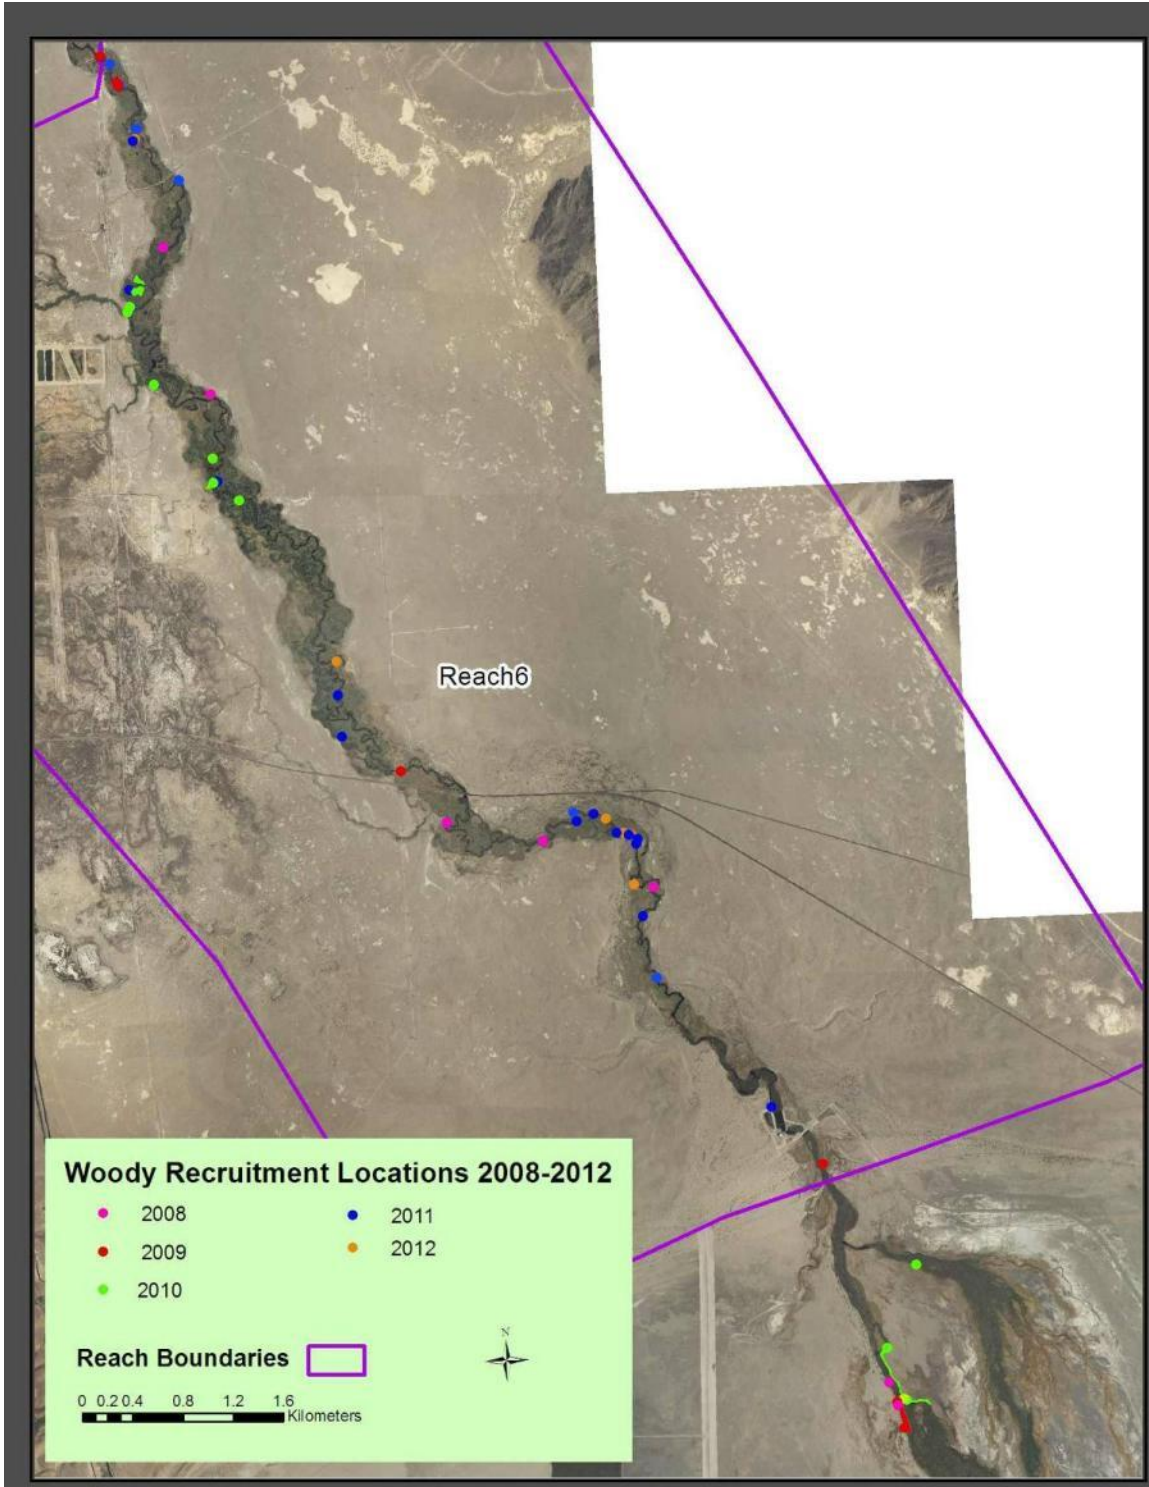 Reach6
Woody Recruitment Locations 2008-2012
2008
2011
2009
2012
2010
N
Reach Boundaries
0 0.2 0.4 0.8 1.2 1.6
Kilometers